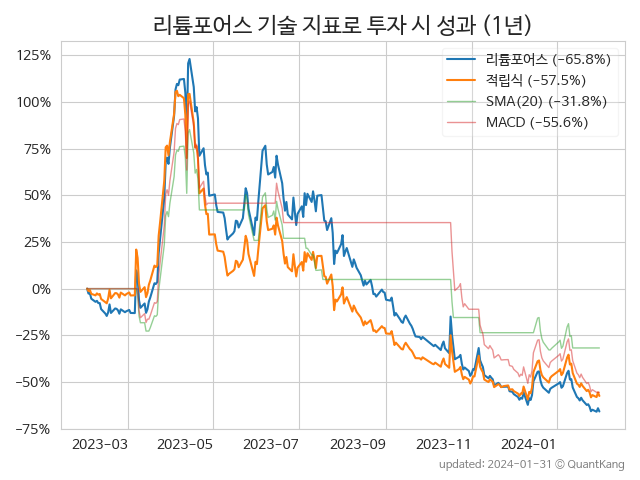 리튬포어스 기술 지표로 투자 시 성과 (1년)
리튬포어스 (−65.8%)
적립식 (−57.5%)
SMA(20) (−31.8%)
MACD (−55.6%)
125%
100%
75%
50%
25%
0%
−25%
−50%
−75%
2023-03
2023-05
2023-07
2023-09
2023-11
2024-01
updated: 2024-01-31 © QuantKang